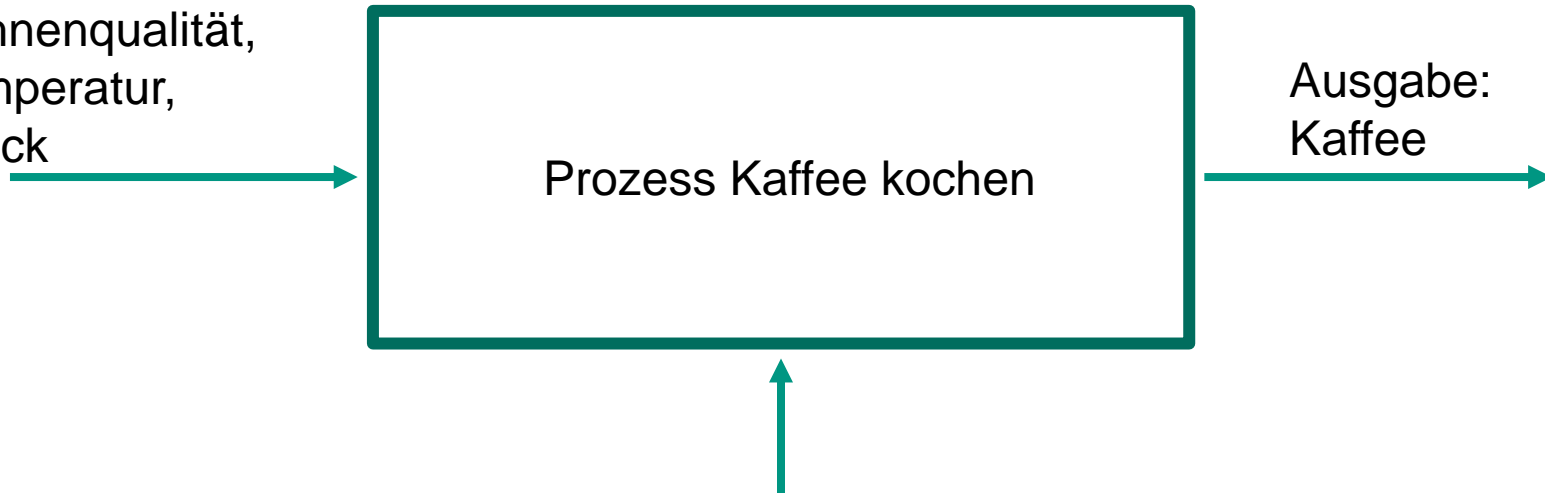 nnenqualität,
nperatur,
ck
Prozess Kaffee kochen
Ausgabe:
Kaffee